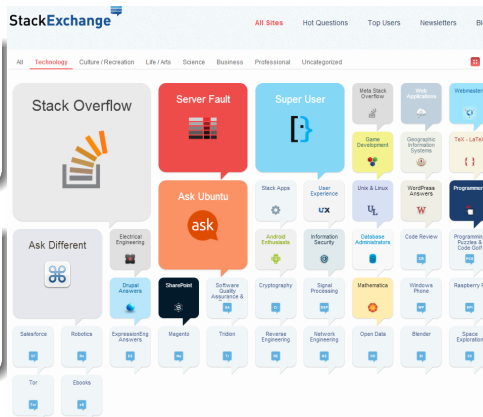 StackExchange
All Sites Hot Questions Top Users Newsletters
All Technology Culture / Recreation Life / Arts Science Business Professional Uncategorized
Stack Overflow
Server Fault
Super User
Meta Stack
Overflow
Web
Applications
Webmasters
Game
Development
Geographic
Information
Systems
TeX - LaTeX
Ask Ubuntu
ask
Stack Apps
User
Experience
UX
Unix & Linux
UL
WordPress
Answers
W
Programmer
Ask Different
Electrical
Engineering
Android
Enthusiasts
Information
Security
Database
Administrators
Code Review
Programming
Puzzles &
Code Golf
Drupal
Answers
SharePoint
Software
Quality
Assurance &
Cryptography
Signal
Processing
Mathematica
Windows
Phone
Raspberry P
Salesforce
Robotics
ExpressionEng
Answers
Magento
Tridion
Reverse
Engineering
Network
Engineering
Open Data
Blender
Space
Exploration
Tor
Ebooks